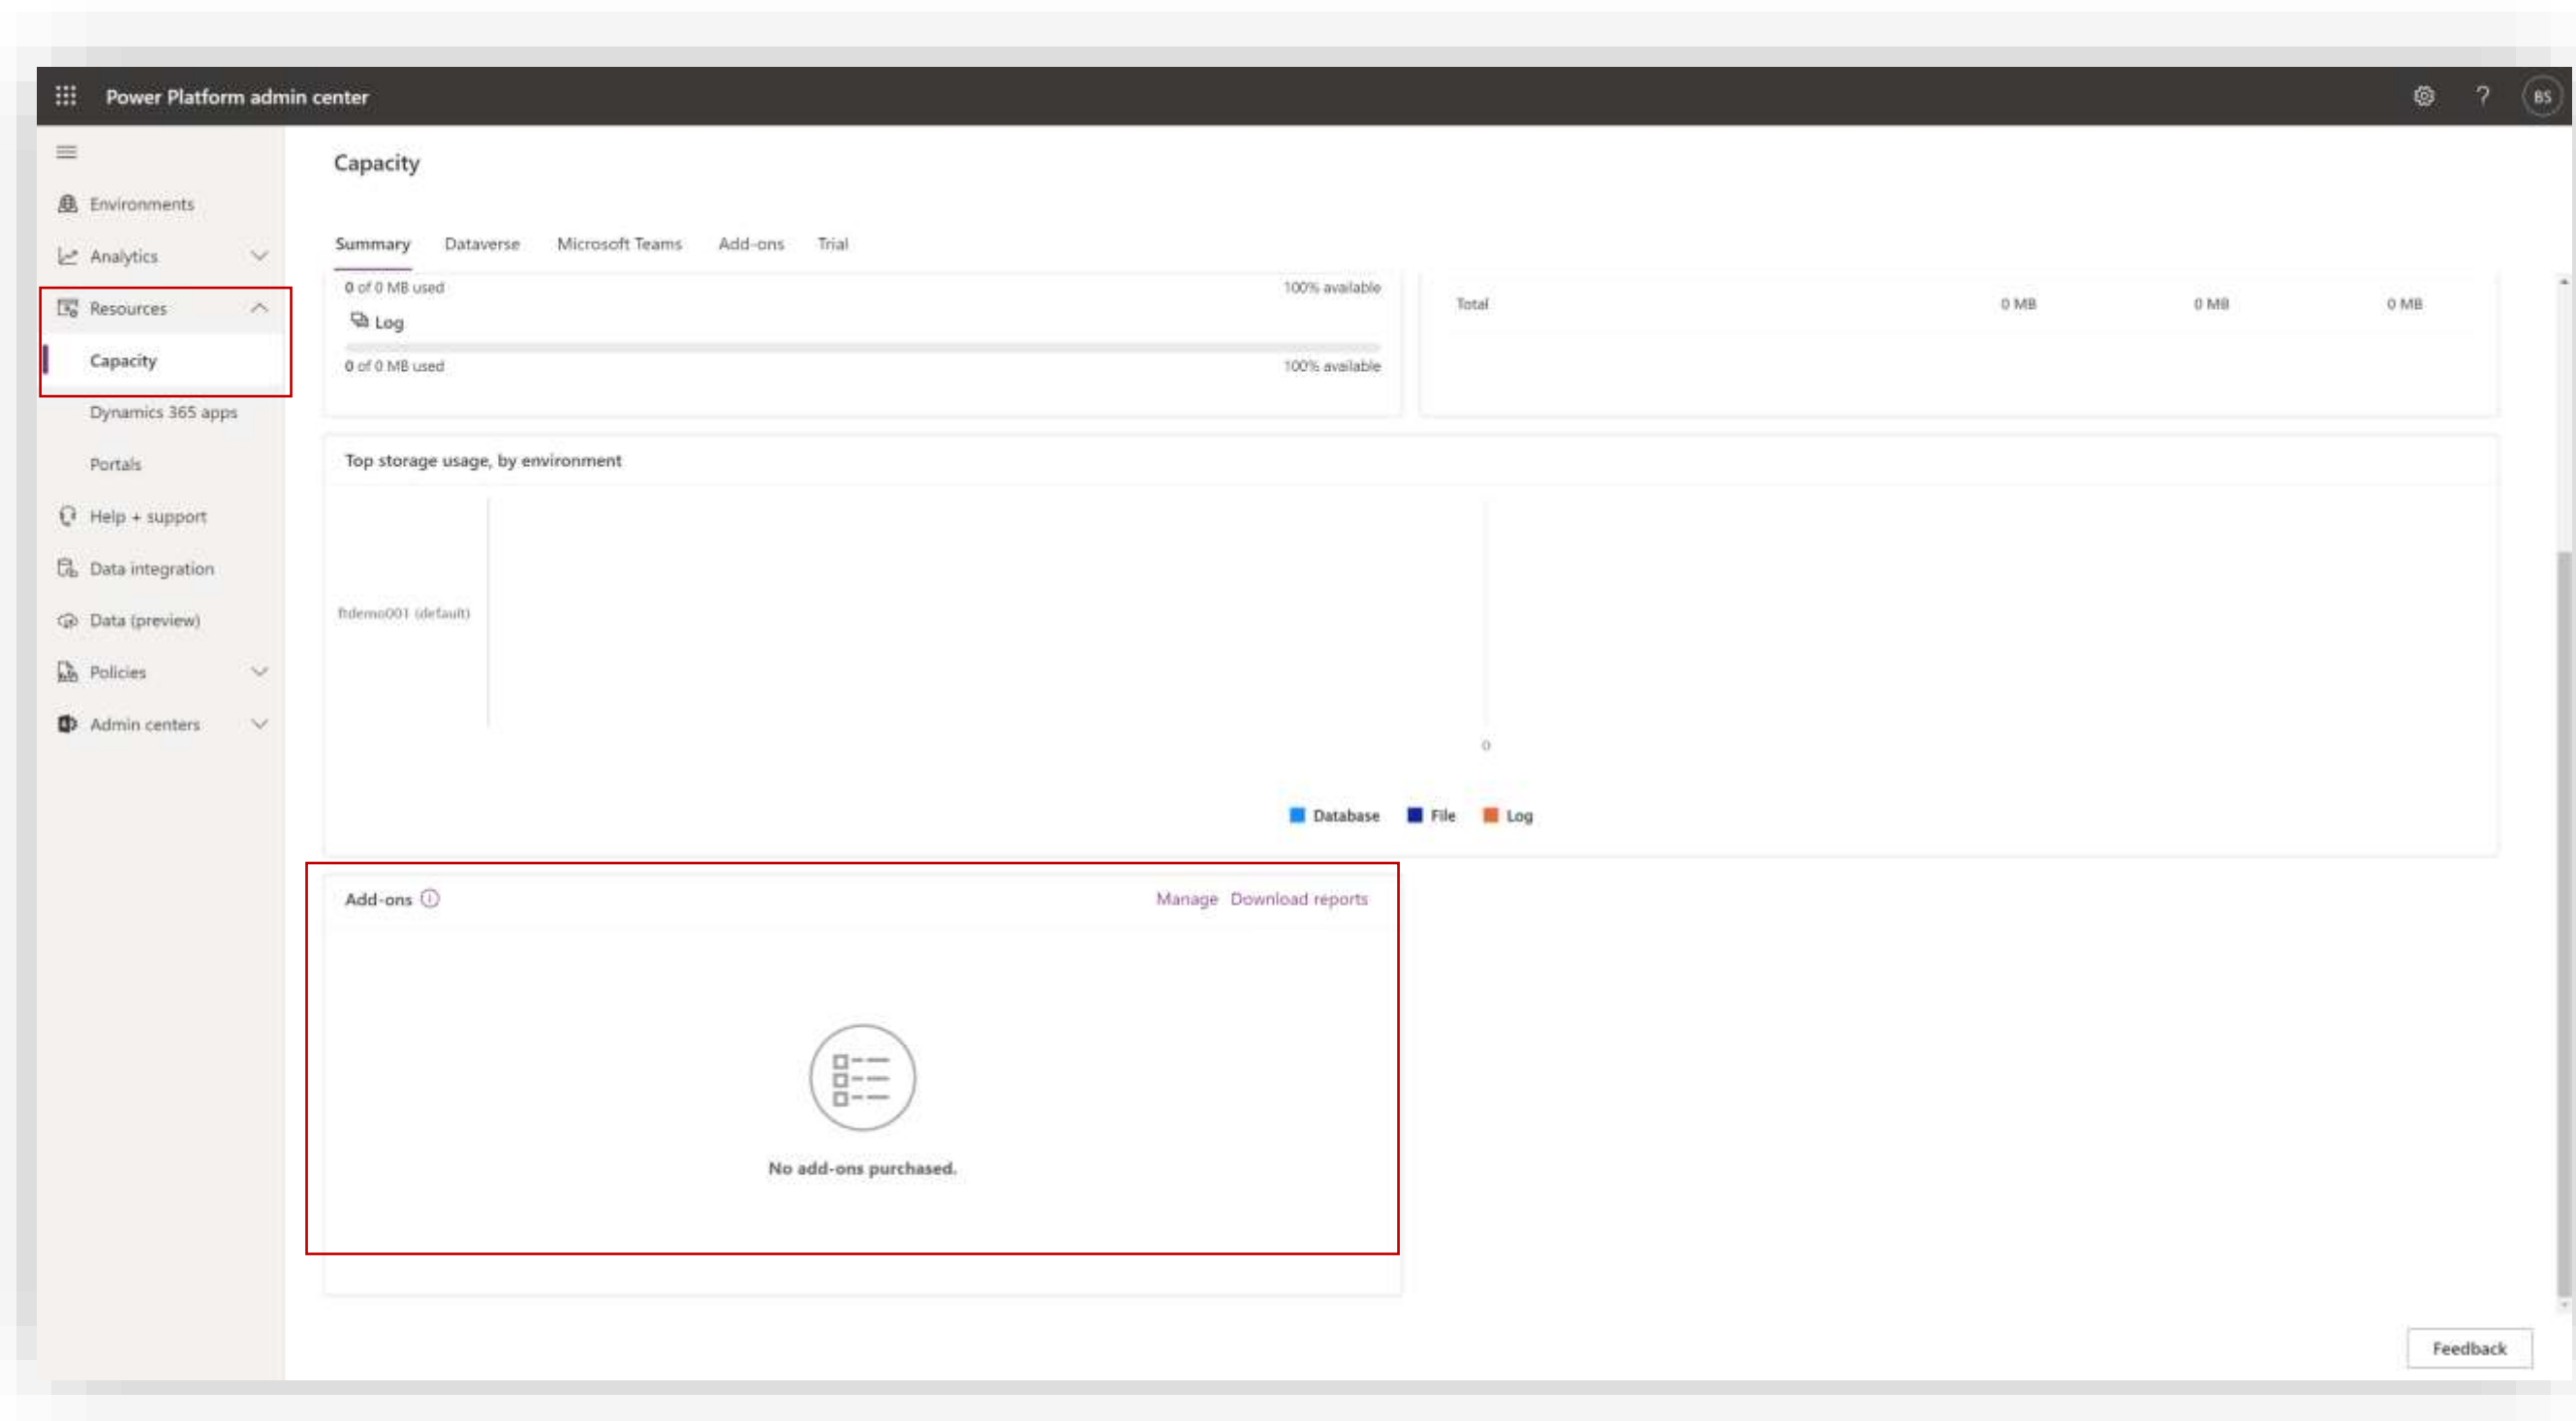 Power Platform admin center
? BS
Environments
Analytics
Resources
Capacity
Dynamics 365 apps
Portals
Help + support
Data integration
Data (preview)
Policies
Admin centers
Capacity
Summary Dataverse Microsoft Teams Add-ons Trial
0 of 0 MB used 100% available
Log
0 of 0 MB used 100% available
Total 0 MB 0 MB 0 MB
Top storage usage, by environment
ftdemo001 (default)
0
Database File Log
Add-ons Manage Download reports
No add-ons purchased.
Feedback